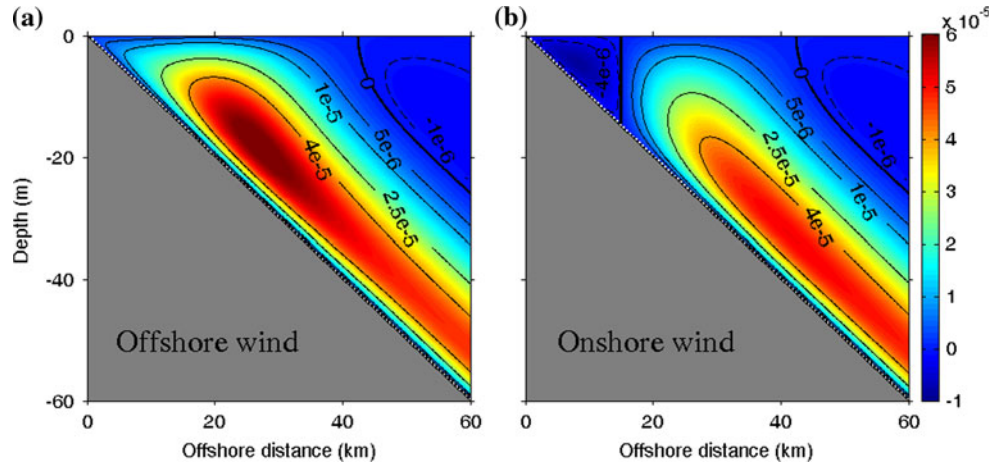 (a)
(b)
x 10⁻⁵
0
-20
-40
-60
Depth (m)
1e-5
5e-6
0
-1e-6
4e-5
2.5e-5
Offshore wind
0
20
40
60
Offshore distance (km)
-4e-6
0
5e-6
-1e-6
2.5e-5
1e-5
4e-5
Onshore wind
0
20
40
60
Offshore distance (km)
6
5
4
3
2
1
0
-1